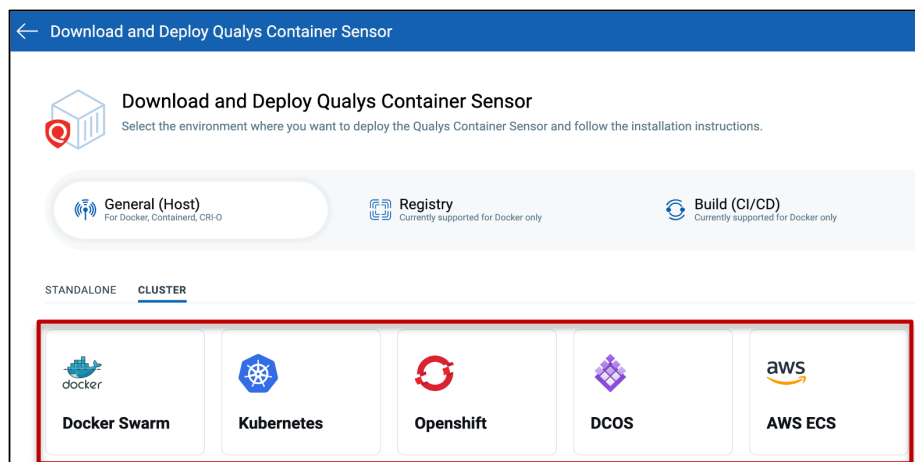 Download and Deploy Qualys Container Sensor
Download and Deploy Qualys Container Sensor
Select the environment where you want to deploy the Qualys Container Sensor and follow the installation instructions.
General (Host)
For Docker, Containerd, CRI-O
Registry
Currently supported for Docker only
Build (CI/CD)
Currently supported for Docker only
STANDALONE CLUSTER
docker
aws
Docker Swarm
Kubernetes
Openshift
DCOS
AWS ECS